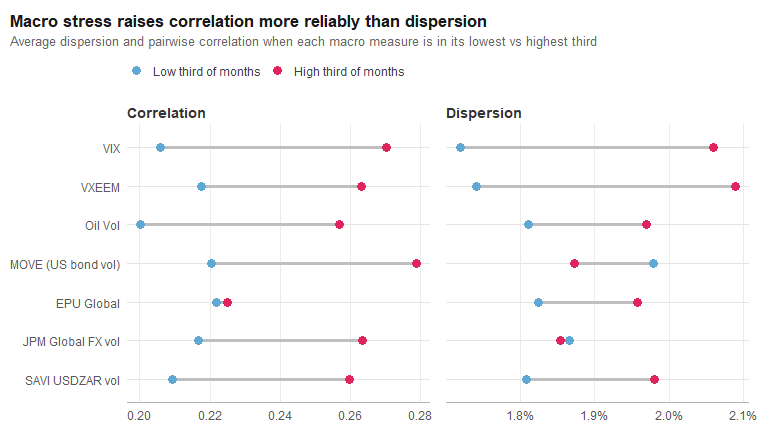 Macro stress raises correlation more reliably than dispersion
Average dispersion and pairwise correlation when each macro measure is in its lowest vs highest third
Low third of months High third of months
Correlation Dispersion
VIX
VXEEM
Oil Vol
MOVE (US bond vol)
EPU Global
JPM Global FX vol
SAVI USDZAR vol
0.20 0.22 0.24 0.26 0.28 1.8% 1.9% 2.0% 2.1%